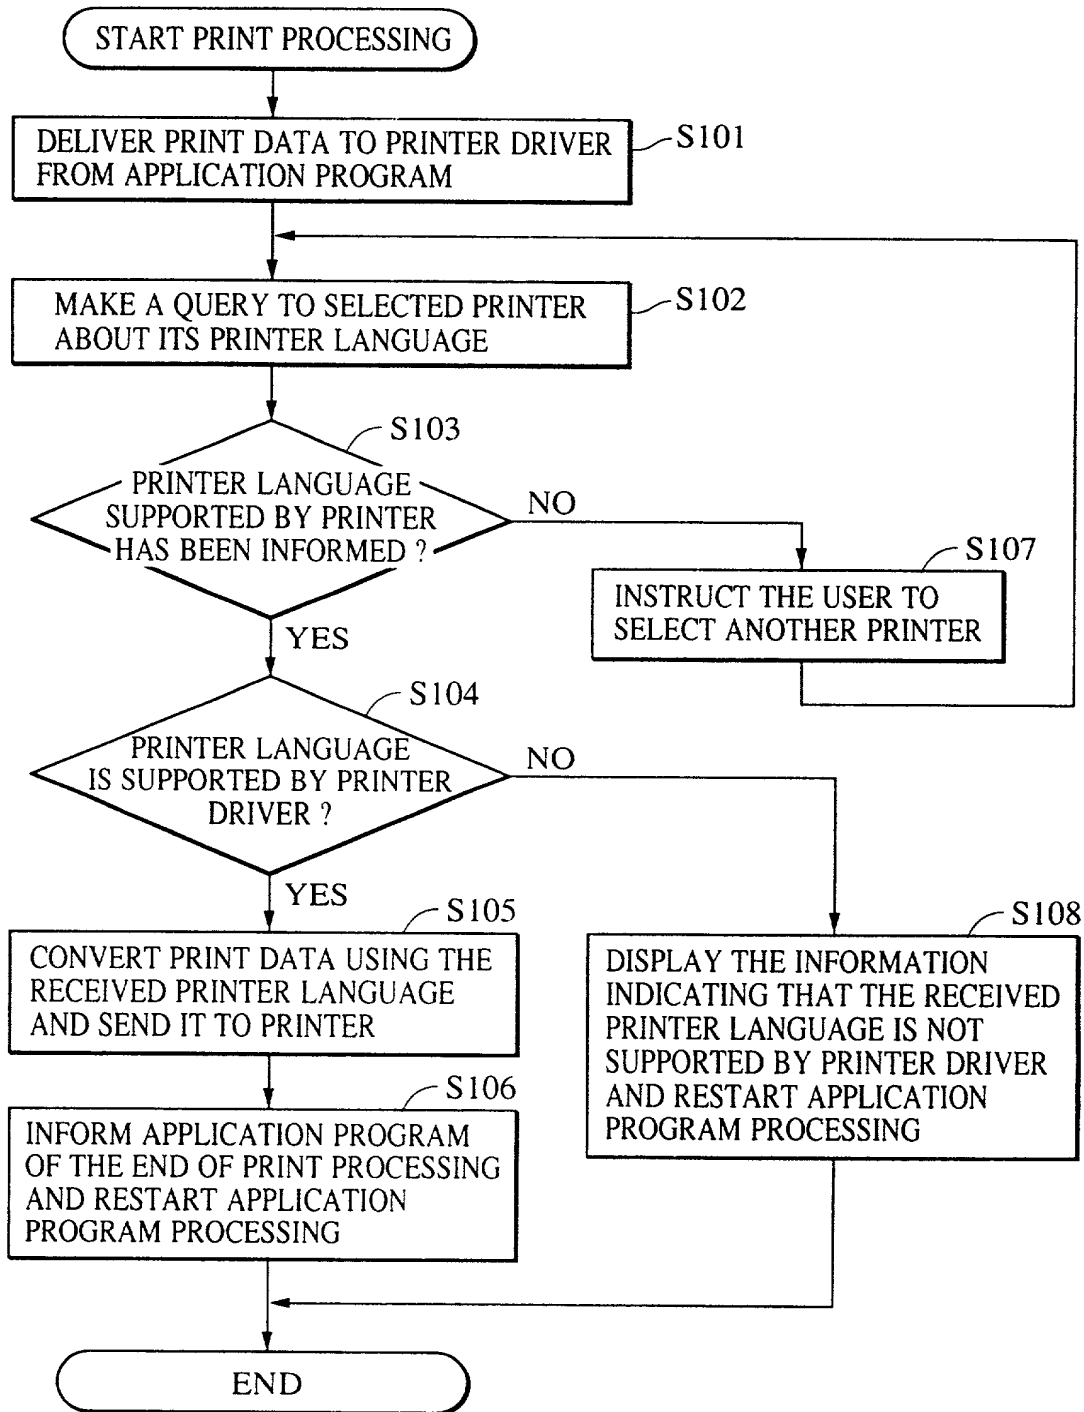 START PRINT PROCESSING
DELIVER PRINT DATA TO PRINTER DRIVER
FROM APPLICATION PROGRAM
S101
MAKE A QUERY TO SELECTED PRINTER
ABOUT ITS PRINTER LANGUAGE
S102
S103
PRINTER LANGUAGE
SUPPORTED BY PRINTER
HAS BEEN INFORMED ?
NO
YES
S107
INSTRUCT THE USER TO
SELECT ANOTHER PRINTER
S104
PRINTER LANGUAGE
IS SUPPORTED BY PRINTER
DRIVER ?
NO
YES
S105
CONVERT PRINT DATA USING THE
RECEIVED PRINTER LANGUAGE
AND SEND IT TO PRINTER
S108
DISPLAY THE INFORMATION
INDICATING THAT THE RECEIVED
PRINTER LANGUAGE IS NOT
SUPPORTED BY PRINTER DRIVER
AND RESTART APPLICATION
PROGRAM PROCESSING
S106
INFORM APPLICATION PROGRAM
OF THE END OF PRINT PROCESSING
AND RESTART APPLICATION
PROGRAM PROCESSING
END